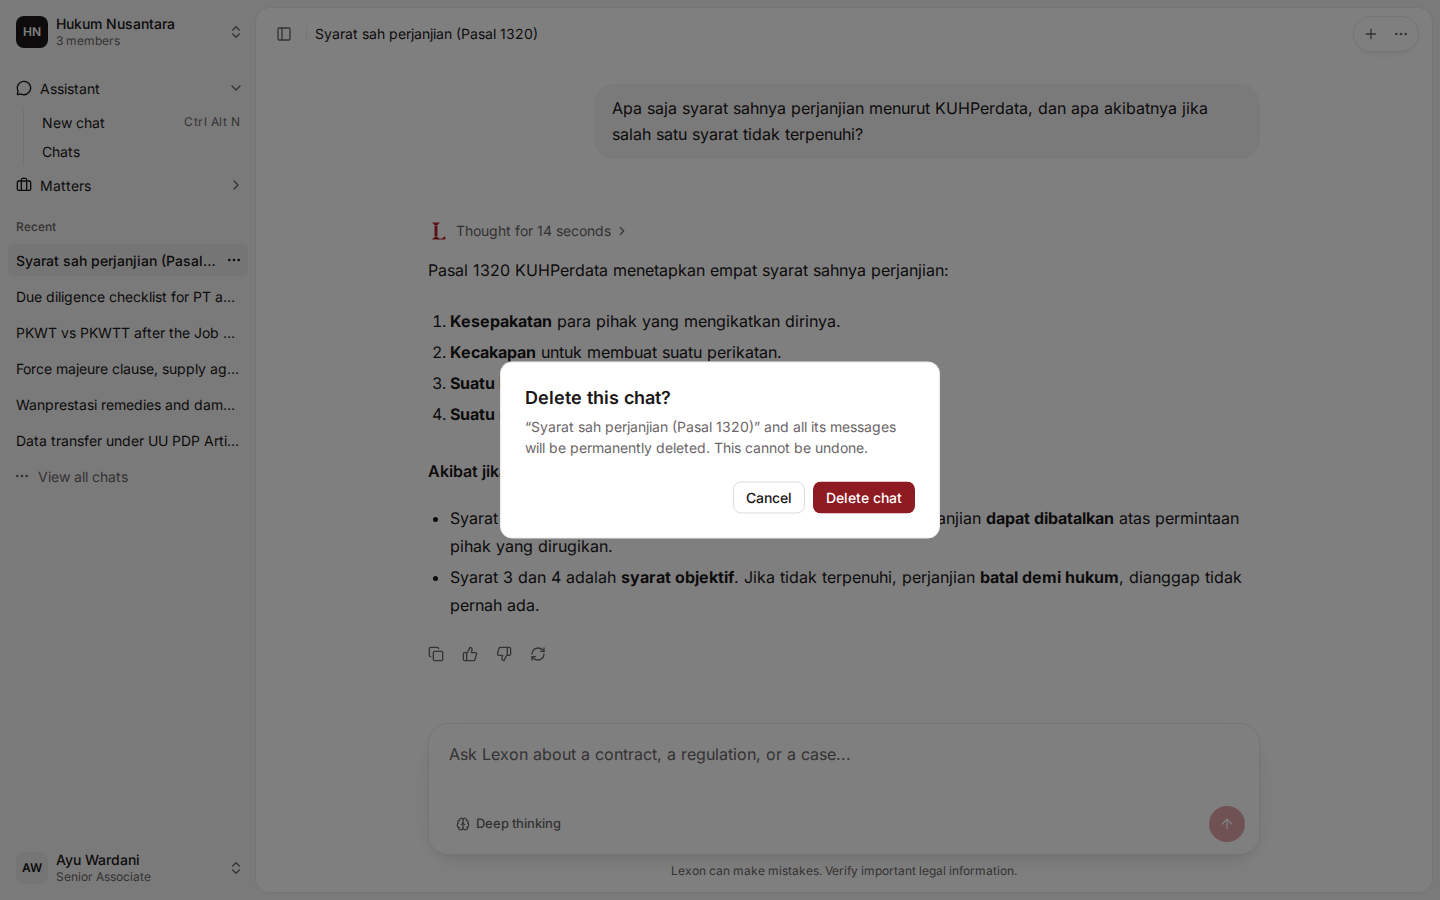 HN
Hukum Nusantara
3 members
Assistant
New chat
Ctrl Alt N
Chats
Matters
Recent
Syarat sah perjanjian (Pasal...
Due diligence checklist for PT a...
PKWT vs PKWTT after the Job ...
Force majeure clause, supply ag...
Wanprestasi remedies and dam...
Data transfer under UU PDP Arti...
View all chats
AW
Ayu Wardani
Senior Associate
Syarat sah perjanjian (Pasal 1320)
Apa saja syarat sahnya perjanjian menurut KUHPerdata, dan apa akibatnya jika
salah satu syarat tidak terpenuhi?
L Thought for 14 seconds
Pasal 1320 KUHPerdata menetapkan empat syarat sahnya perjanjian:
1. Kesepakatan para pihak yang mengikatkan dirinya.
2. Kecakapan untuk membuat suatu perikatan.
3. Suatu
4. Suatu
Delete this chat?
“Syarat sah perjanjian (Pasal 1320)” and all its messages
will be permanently deleted. This cannot be undone.
Cancel
Delete chat
Akibat
Syarat
dapat dibatalkan atas permintaan
pihak yang dirugikan.
Syarat 3 dan 4 adalah syarat objektif. Jika tidak terpenuhi, perjanjian batal demi hukum, dianggap tidak
pernah ada.
Ask Lexon about a contract, a regulation, or a case...
Deep thinking
Lexon can make mistakes. Verify important legal information.